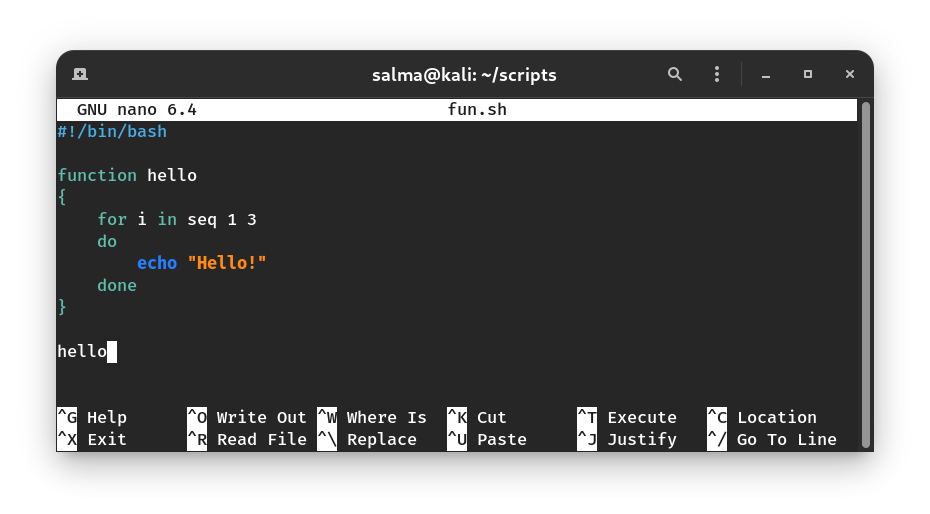 salma@kali: ~/scripts
GNU nano 6.4 fun.sh
#!/bin/bash
function hello
{
    for i in seq 1 3
    do
        echo "Hello!"
    done
}
hello
^G Help ^O Write Out ^W Where Is ^K Cut ^T Execute ^C Location
^X Exit ^R Read File ^\ Replace ^U Paste ^J Justify ^/ Go To Line